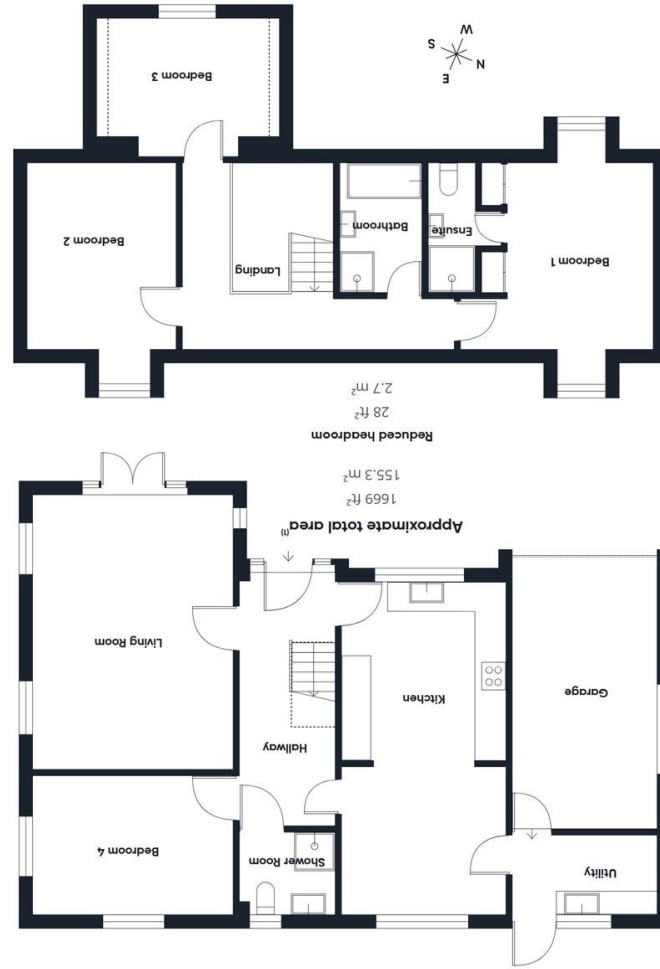 Utility
Shower Room
Bedroom 4
Garage
Kitchen
Hallway
Living Room
Approximate total area (1)
1669 ft²
155.3 m²
Reduced headroom
28 ft²
2.7 m²
Bedroom 1
Ensuite
Bathroom
Landing
Bedroom 2
Bedroom 3
E
N
S
W